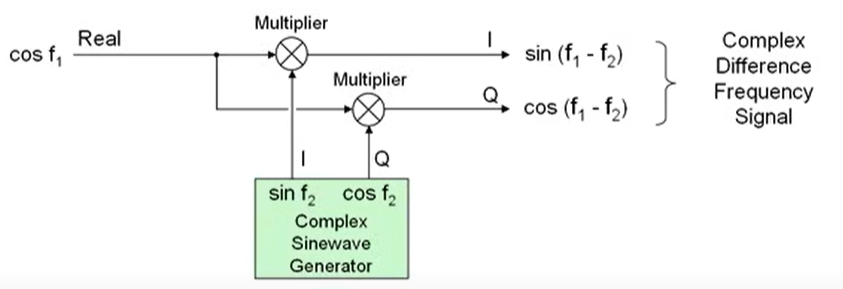 Multiplier
cos f₁
Real
I
sin (f₁ - f₂)
Multiplier
Q
cos (f₁ - f₂)
Complex
Difference
Frequency
Signal
I
Q
sin f₂
cos f₂
Complex
Sinewave
Generator